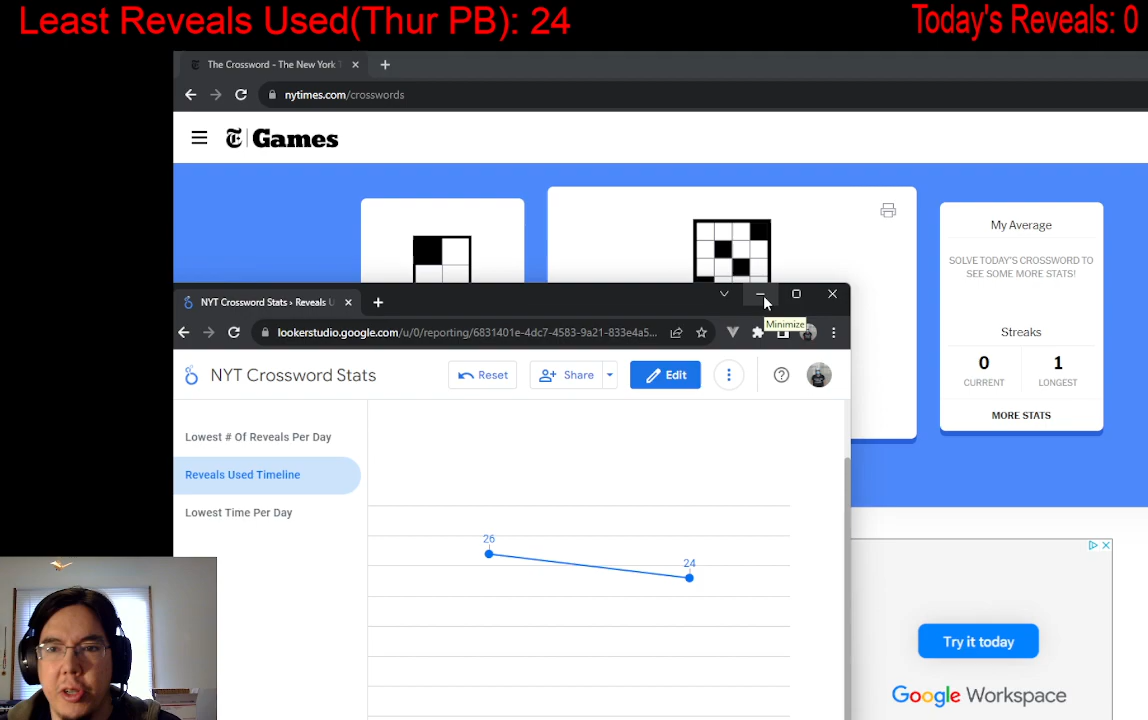 Least Reveals Used(Thur PB): 24
Today's Reveals: 0
The Crossword - The New York T
nytimes.com/crosswords
T Games
My Average
SOLVE TODAY'S CROSSWORD TO
SEE SOME MORE STATS!
Streaks
0 1
CURRENT LONGEST
MORE STATS
NYT Crossword Stats › Reveals U
Minimize
lookerstudio.google.com/u/0/reporting/6831401e-4dc7-4583-9a21-833e4a5...
NYT Crossword Stats
Reset
Share
Edit
Lowest # Of Reveals Per Day
Reveals Used Timeline
Lowest Time Per Day
26
24
Try it today
Google Workspace